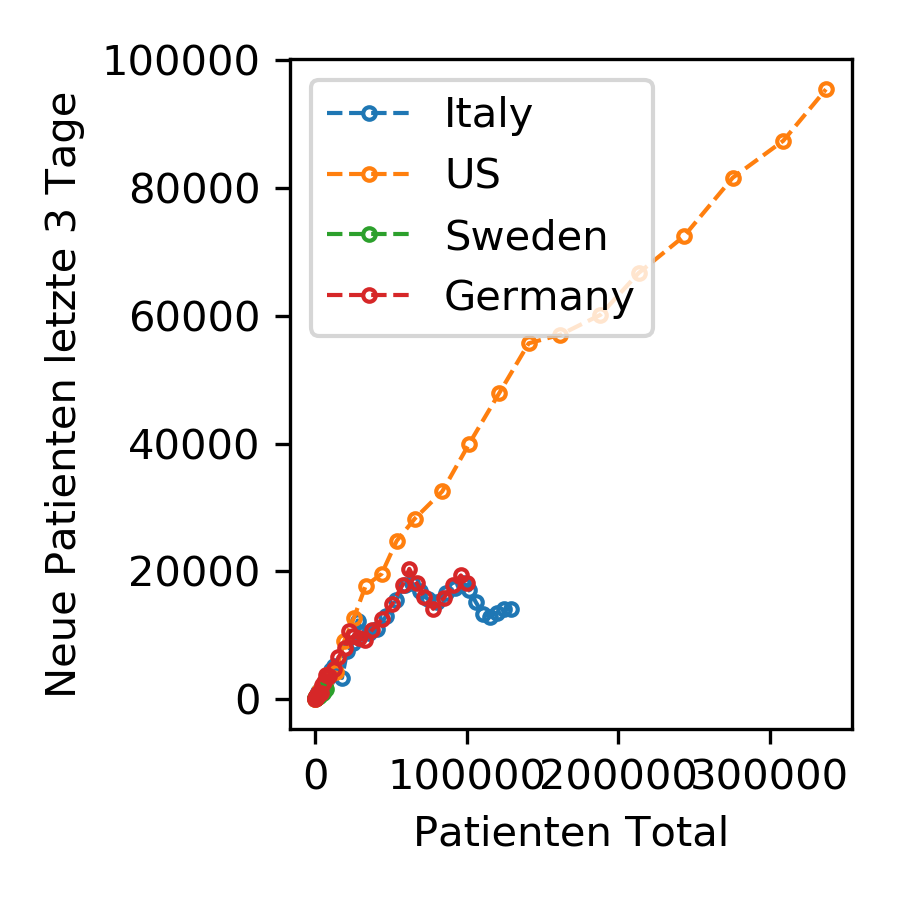 Neue Patienten letzte 3 Tage
100000
80000
60000
40000
20000
0
Italy
US
Sweden
Germany
0 100000 200000 300000
Patienten Total